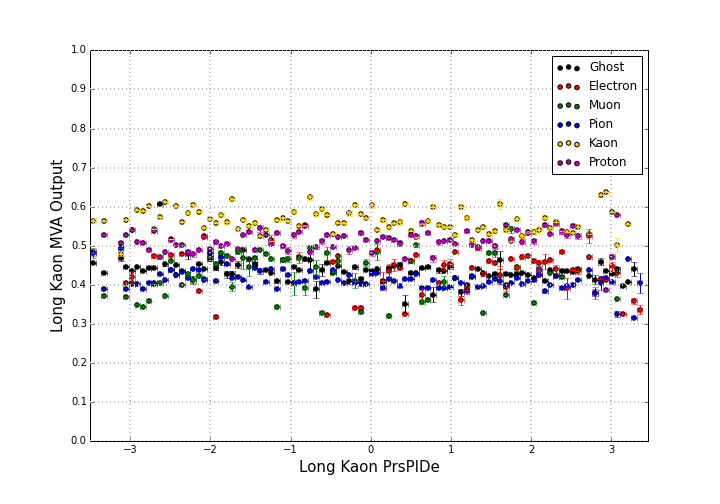 1.0
0.9
0.8
0.7
0.6
0.5
0.4
0.3
0.2
0.1
0.0
−3
−2
−1
0
1
2
3
Long Kaon PrsPIDe
Long Kaon MVA Output
Ghost
Electron
Muon
Pion
Kaon
Proton